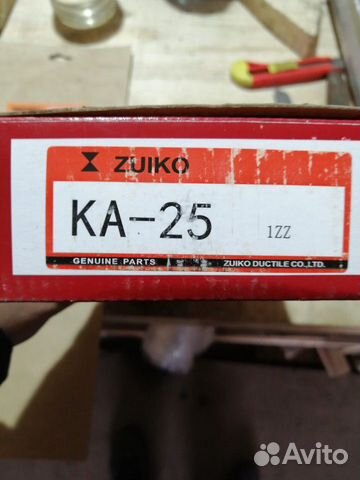 ZUIKO
KA-25 1ZZ
GENUINE PARTS ZUIKO DUCTILE CO.,LTD.
Avito